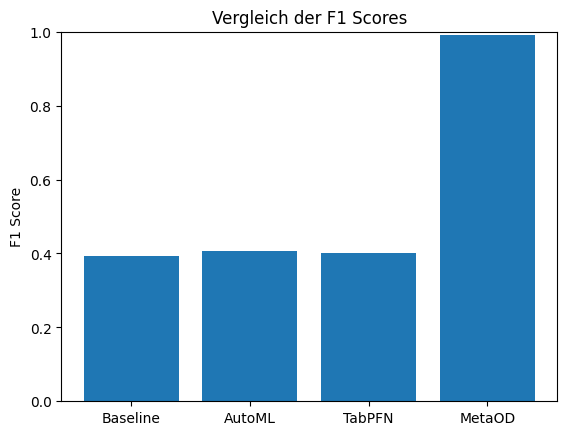 Vergleich der F1 Scores
1.0
0.8
0.6
0.4
0.2
0.0
F1 Score
Baseline AutoML TabPFN MetaOD